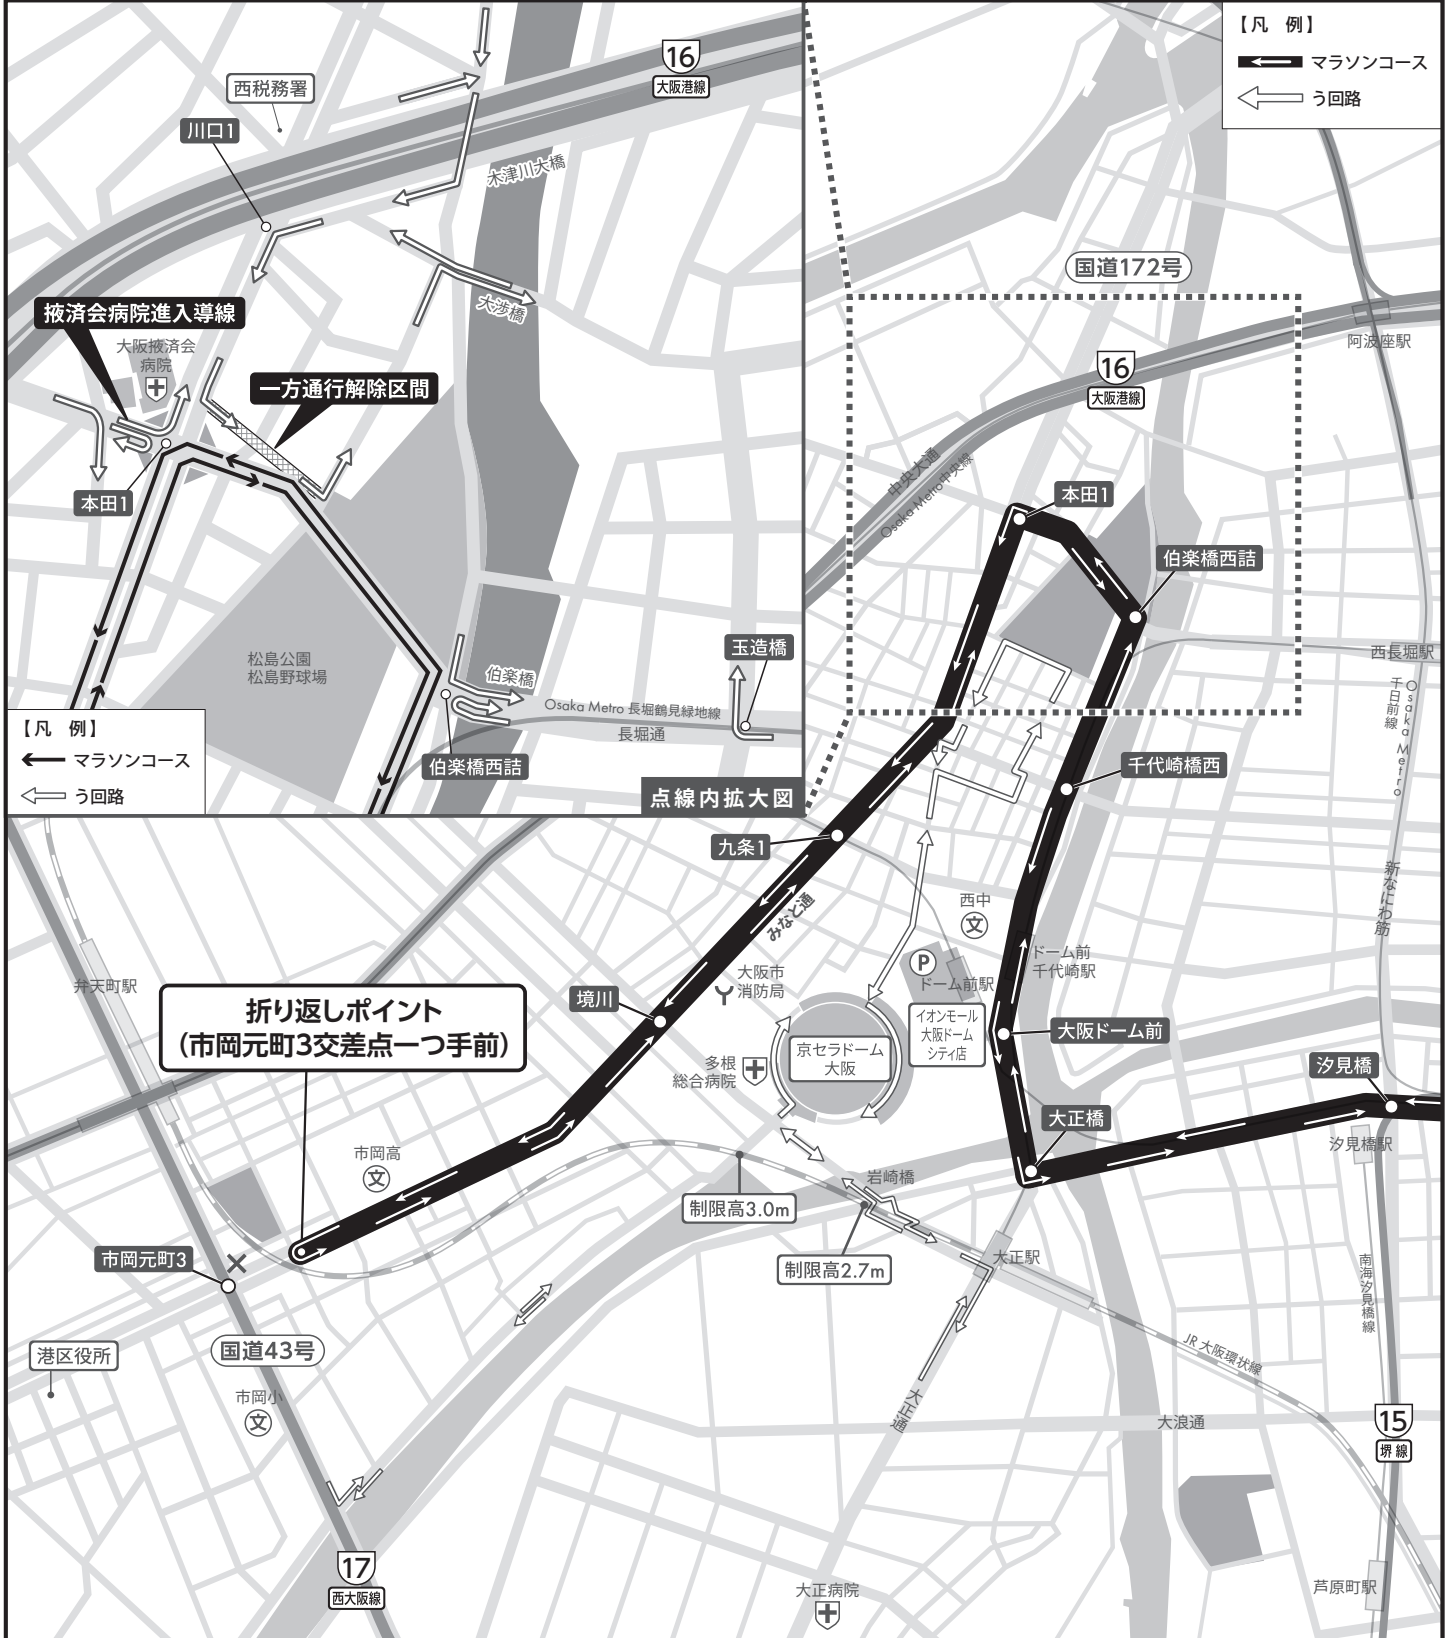 西税務署
川口1
16
大阪港線
木津川大橋
大渉橋
掖済会病院進入導線
大阪掖済会
病院
一方通行解除区間
本田1
松島公園
松島野球場
伯楽橋
玉造橋
Osaka Metro 長堀鶴見緑地線
長堀通
伯楽橋西詰
【凡 例】
マラソンコース
う回路
点線内拡大図
【凡 例】
マラソンコース
う回路
国道172号
阿波座駅
16
大阪港線
中央大通
Osaka Metro中央線
本田1
伯楽橋西詰
西長堀駅
Osaka Metro
千日前線
千代崎橋西
九条1
新なにわ筋
西中
文
みなと通
ドーム前
千代崎駅
P
ドーム前駅
弁天町駅
大阪市
消防局
境川
折り返しポイント
(市岡元町3交差点一つ手前)
イオンモール
大阪ドーム
シティ店
大阪ドーム前
京セラドーム
大阪
多根
総合病院
汐見橋
大正橋
汐見橋駅
市岡高
文
岩崎橋
制限高3.0m
制限高2.7m
大正駅
市岡元町3
南海汐見橋線
国道43号
港区役所
JR 大阪環状線
市岡小
文
大正通
大浪通
15
堺線
17
西大阪線
大正病院
芦原町駅